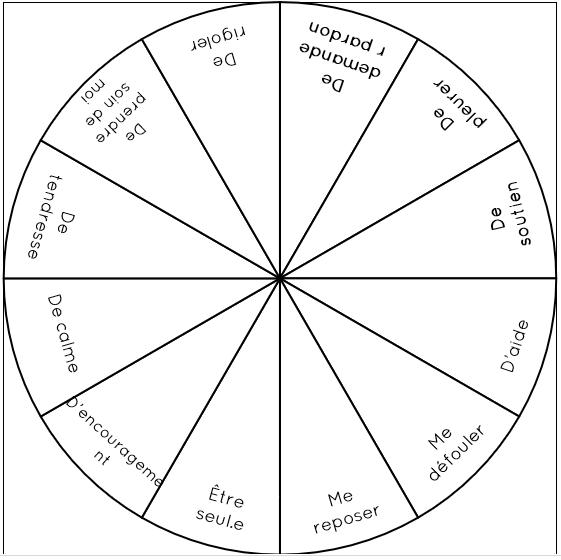 De
demande
r pardon
De
pleurer
De
soutien
D'aide
Me
défouler
Me
reposer
Être
seul.e
D'encourageme
nt
De calme
De
tendresse
De
prendre
soin de
moi
De
rigoler